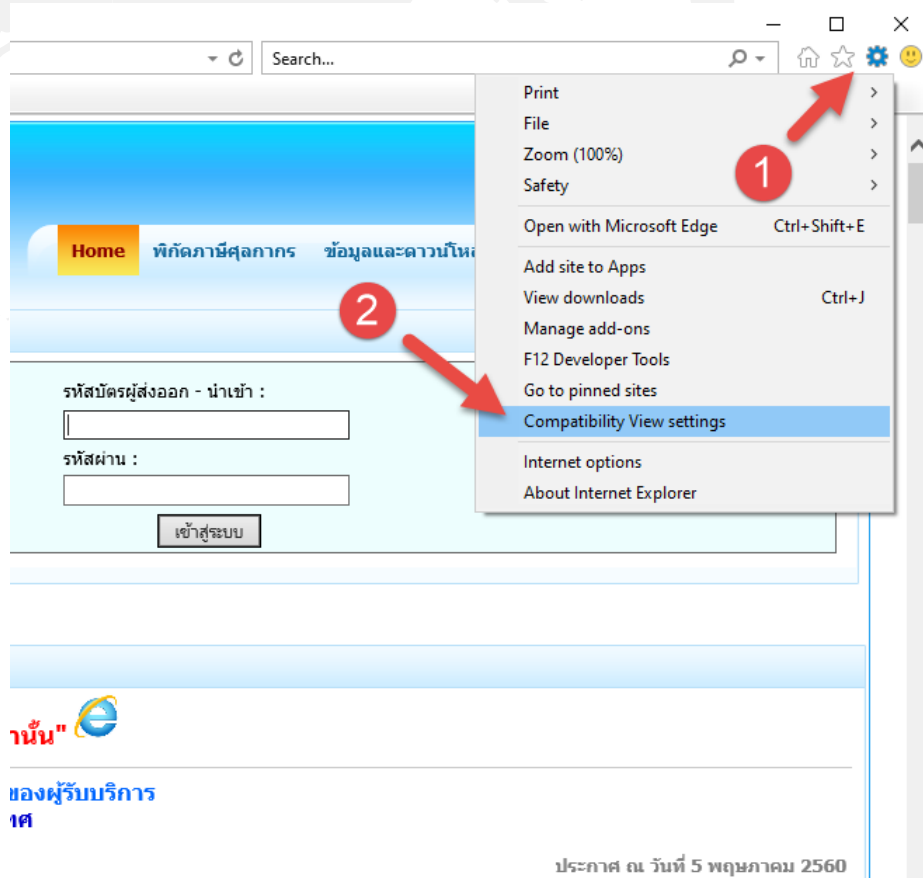 Search...
Print
File
Zoom (100%)
Safety
1
Open with Microsoft Edge Ctrl+Shift+E
Home พิกัดภาษีศุลกากร ข้อมูลและดาวน์โหล
Add site to Apps
View downloads Ctrl+J
2
Manage add-ons
F12 Developer Tools
Go to pinned sites
Compatibility View settings
Internet options
About Internet Explorer
รหัสบัตรผู้ส่งออก - นำเข้า :
รหัสผ่าน :
เข้าสู่ระบบ
านั้น"
ของผู้รับบริการ
ทศ
ประกาศ ณ วันที่ 5 พฤษภาคม 2560